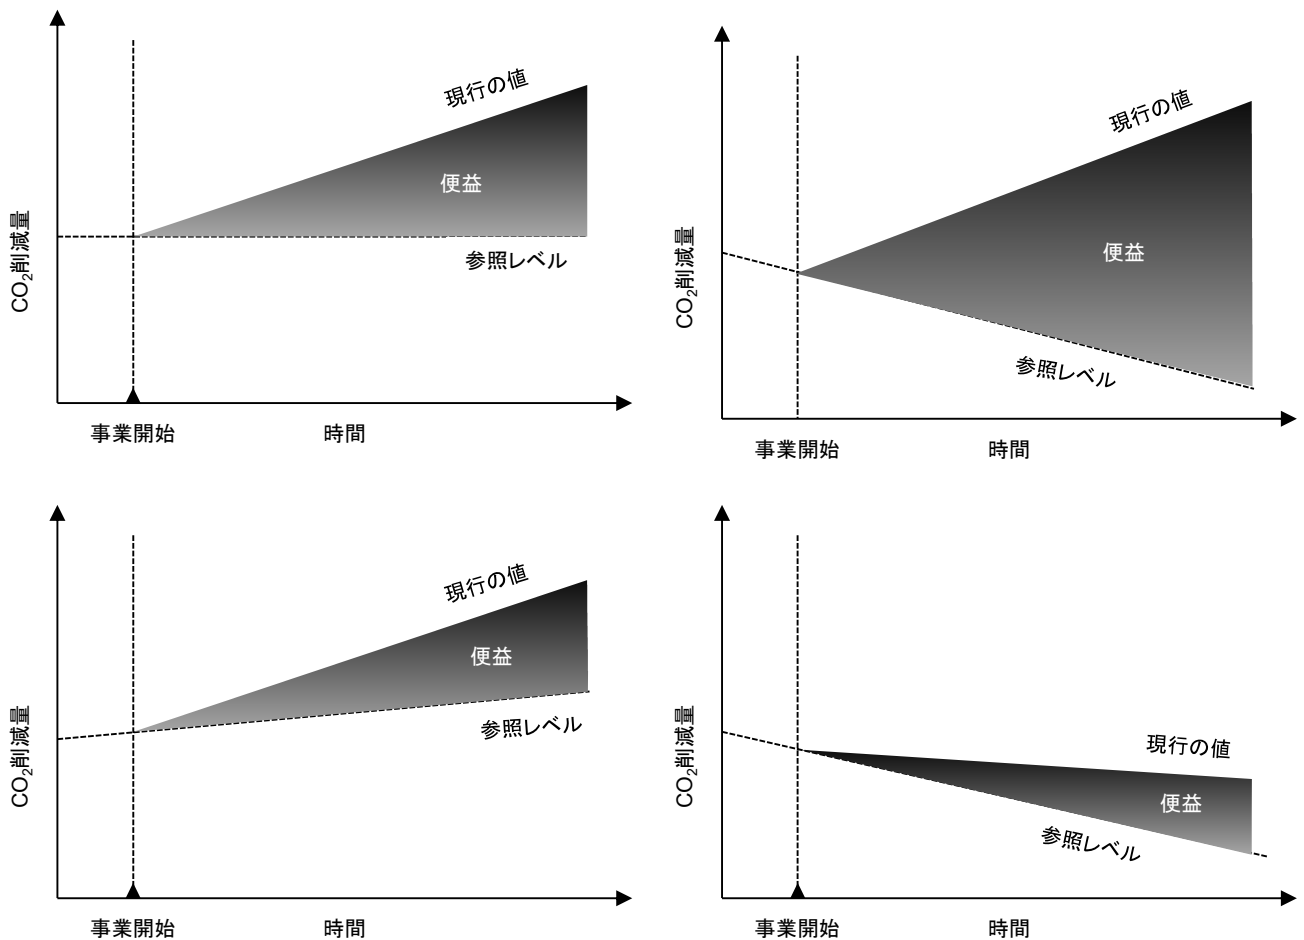 現行の値
便益
参照レベル
CO₂削減量
事業開始
時間
現行の値
便益
参照レベル
CO₂削減量
事業開始
時間
現行の値
便益
参照レベル
CO₂削減量
事業開始
時間
現行の値
便益
参照レベル
CO₂削減量
事業開始
時間